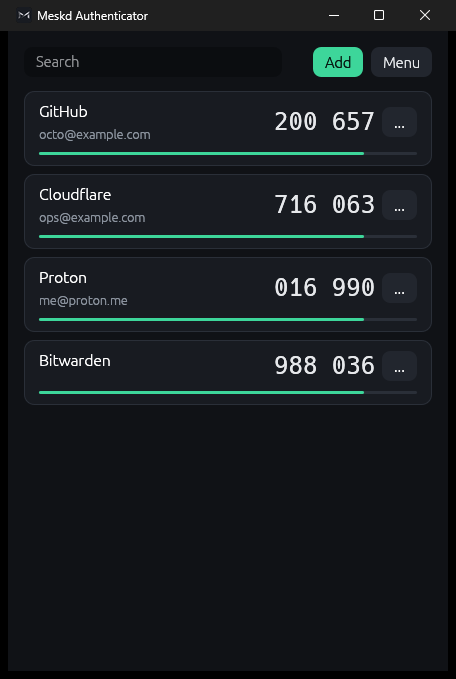 Meskd Authenticator
Search
Add
Menu
GitHub
octo@example.com
200 657
...
Cloudflare
ops@example.com
716 063
...
Proton
me@proton.me
016 990
...
Bitwarden
988 036
...